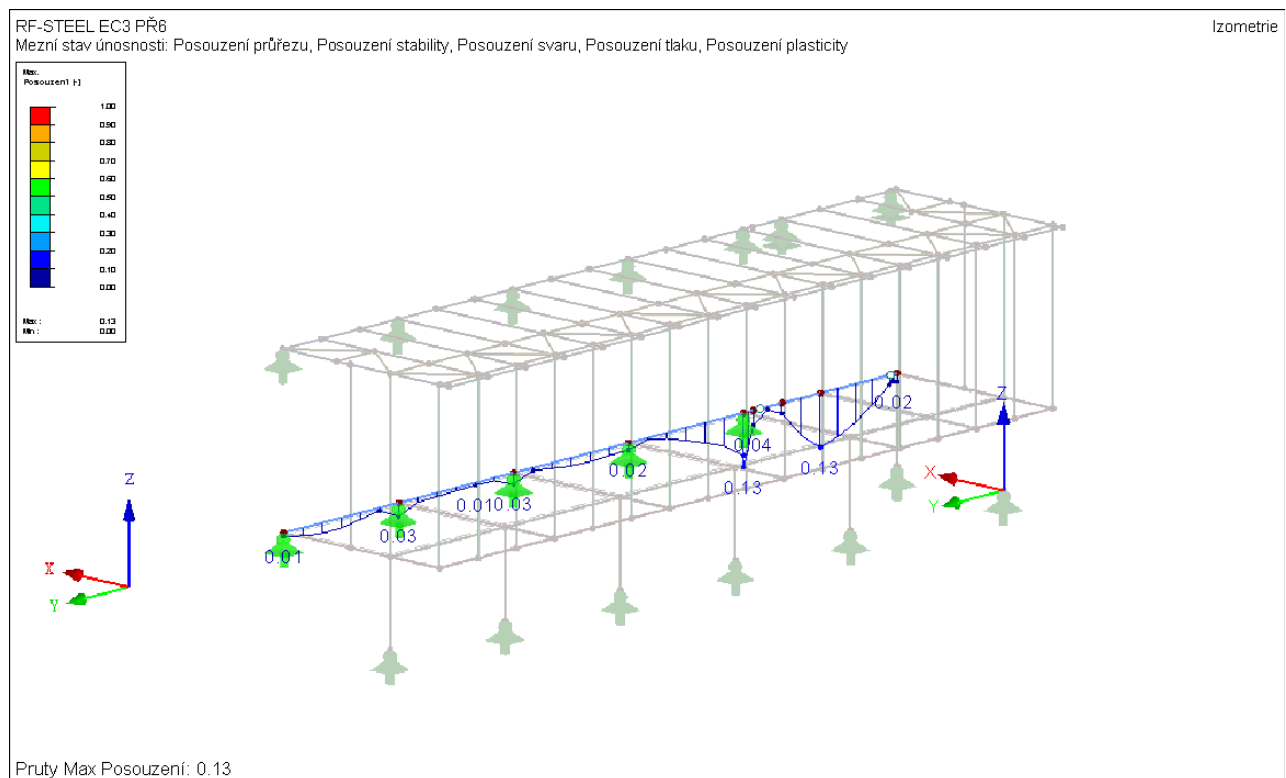 RF-STEEL EC3 PŘ6
Izometrie
Mezní stav únosnosti: Posouzení průřezu, Posouzení stability, Posouzení svaru, Posouzení tlaku, Posouzení plasticity
Max.
Posouzení [-]
1.00
0.90
0.80
0.70
0.60
0.50
0.40
0.30
0.20
0.10
0.00
Max : 0.13
Min : 0.00
Z
X
Y
0.01
0.03
0.01
0.03
0.02
0.13
0.04
0.13
0.02
Z
X
Y
Pruty Max Posouzení: 0.13